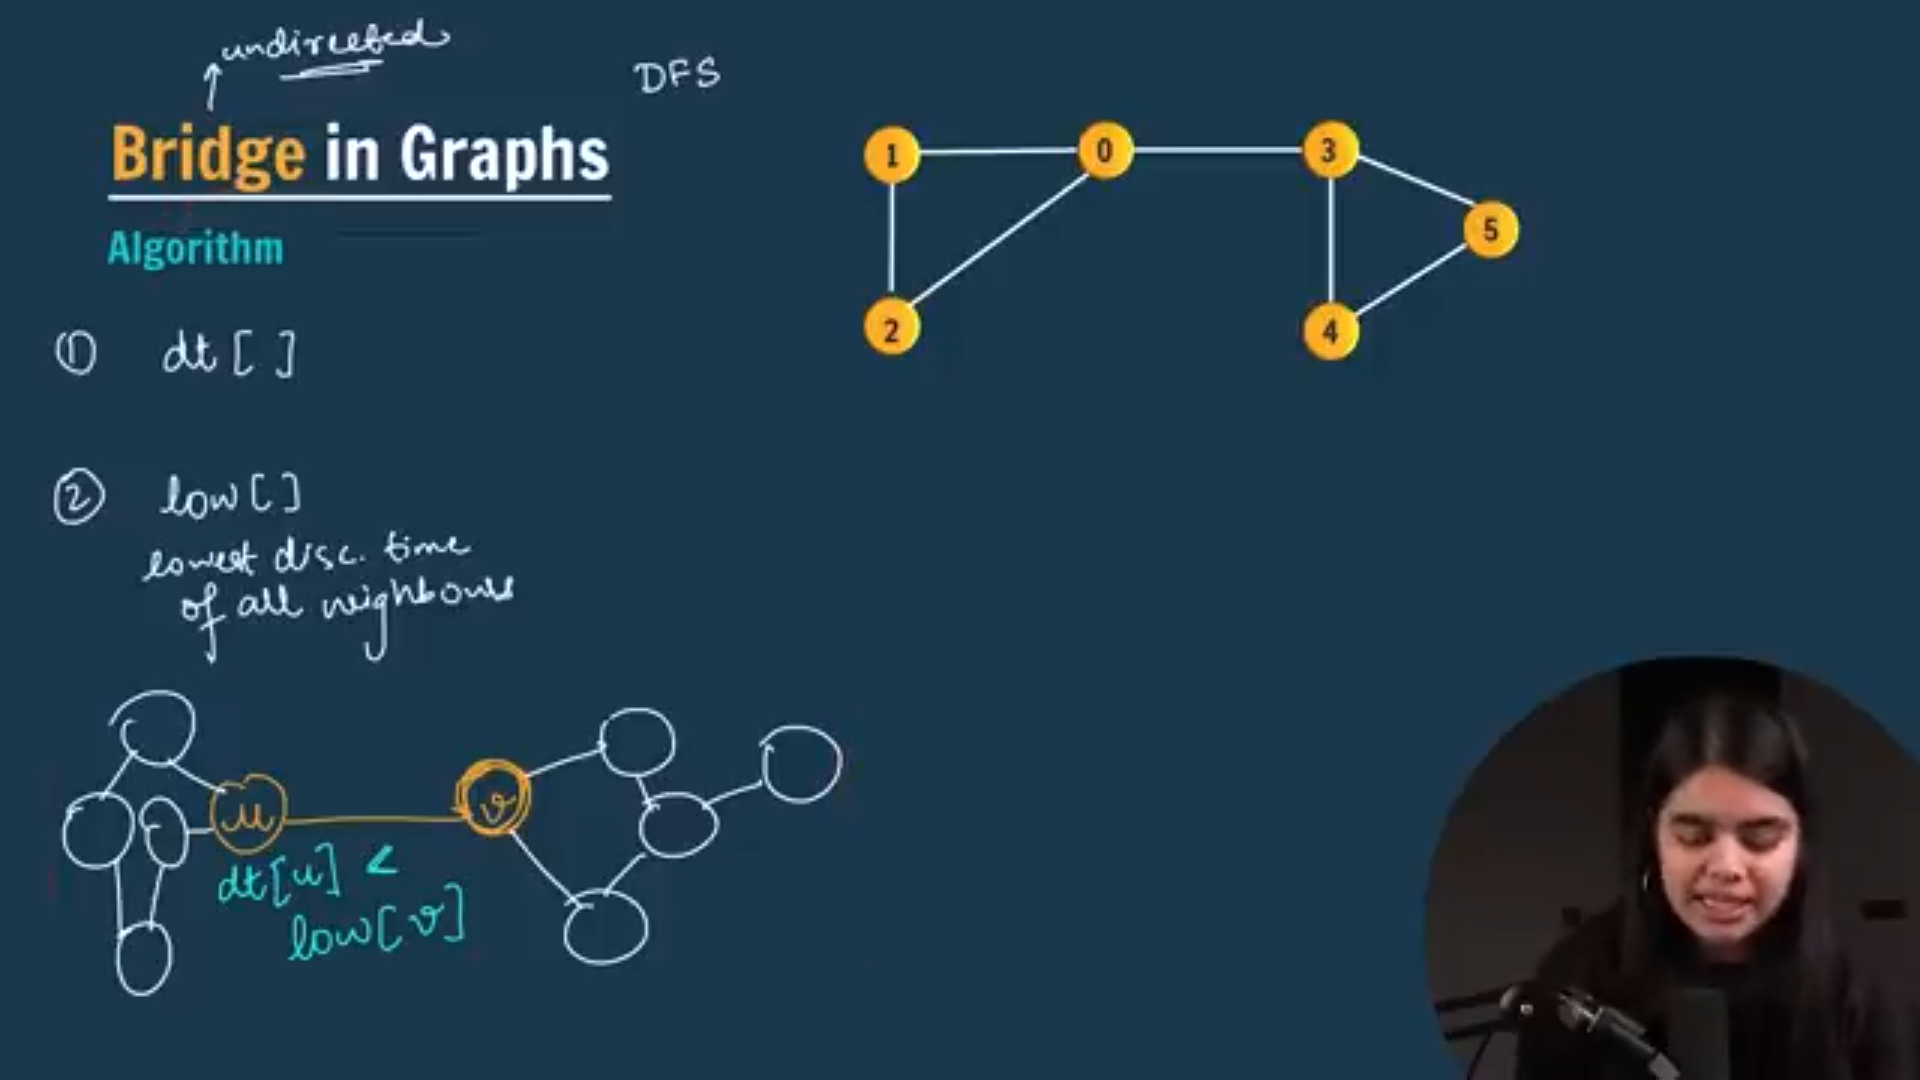 undirected
DFS
Bridge in Graphs
Algorithm
① dt[ ]
② low[ ]
lowest disc. time
of all neighbours
1
0
3
5
2
4
u
v
dt[u] <
low[v]